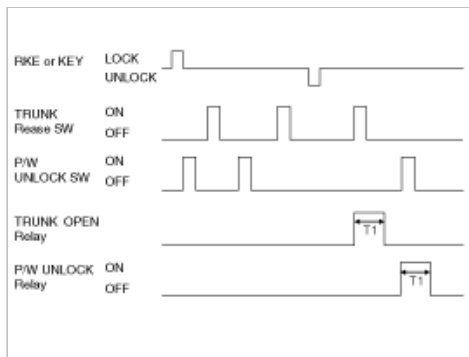 RKE or KEY LOCK
UNLOCK
TRUNK ON
Rease SW OFF
P/W ON
UNLOCK SW OFF
TRUNK OPEN
Relay
T1
P/W UNLOCK ON
Relay OFF
T1